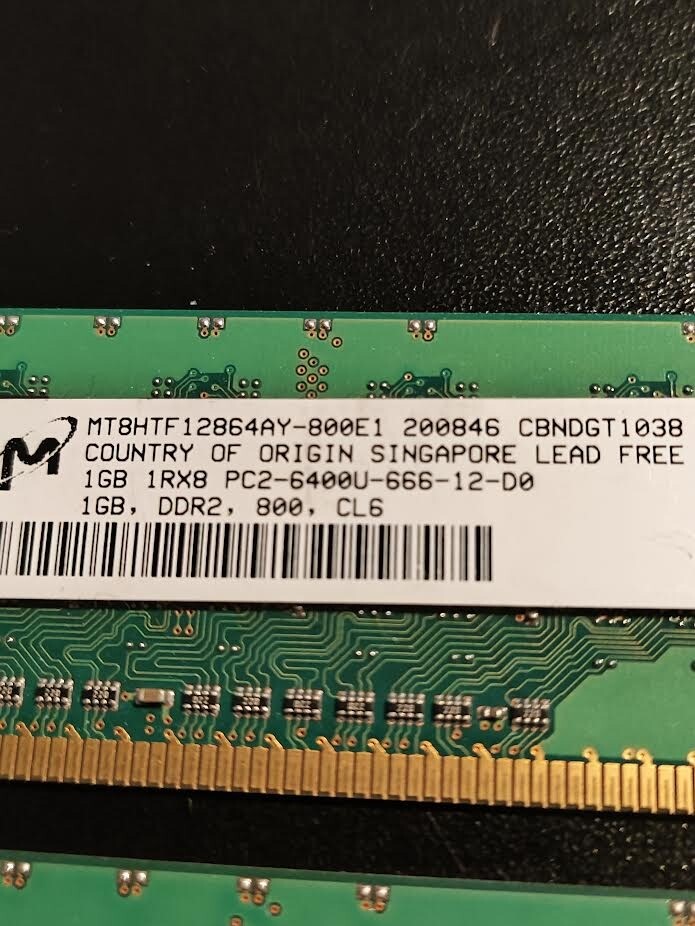 MT8HTF12864AY-800E1 200846 CBNDGT1038
COUNTRY OF ORIGIN SINGAPORE LEAD FREE
1GB 1RX8 PC2-6400U-666-12-D0
1GB, DDR2, 800, CL6